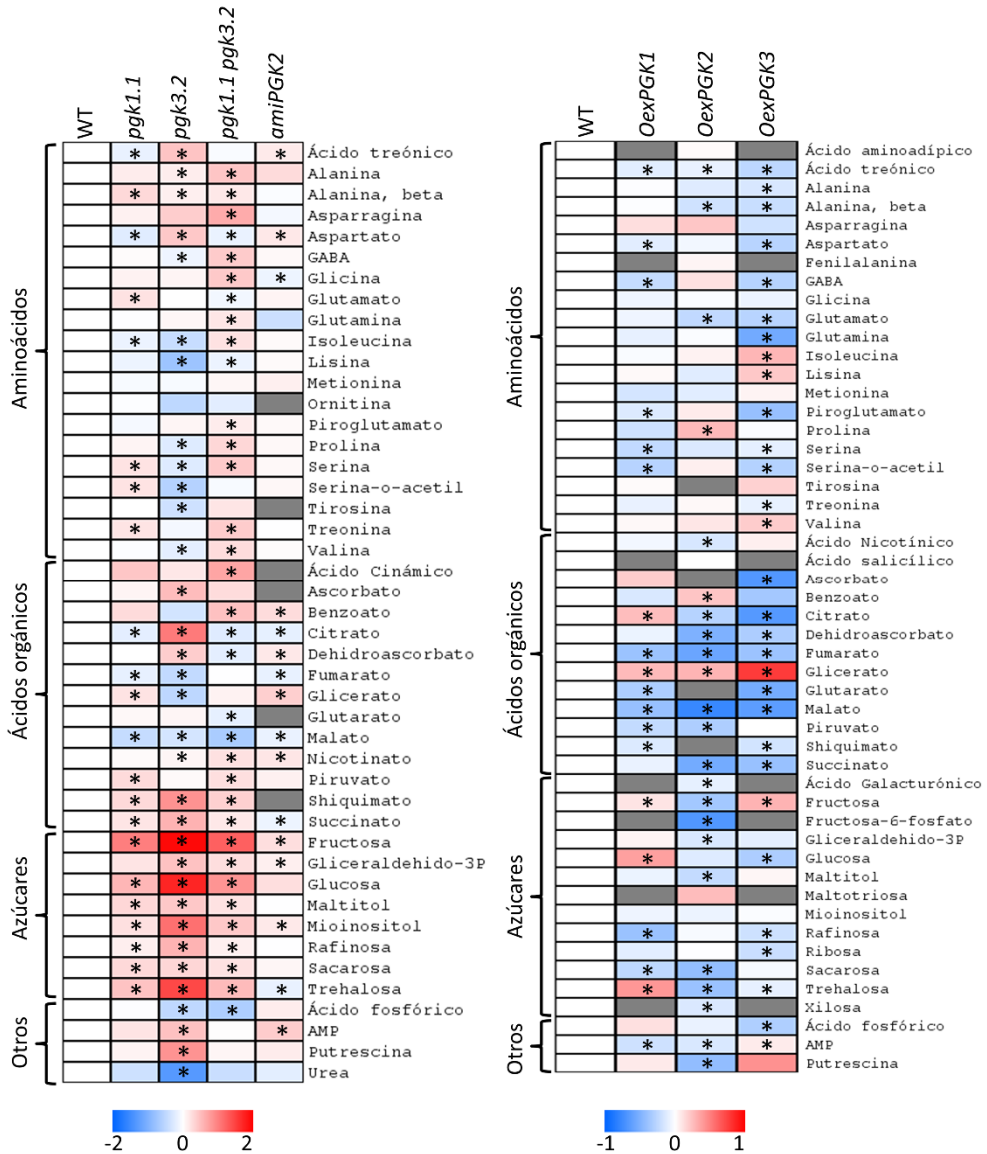 WT
pgk1.1
pgk3.2
pgk1.1 pgk3.2
amiPGK2
Aminoácidos
Ácido treónico
Alanina
Alanina, beta
Asparragina
Aspartato
GABA
Glicina
Glutamato
Glutamina
Isoleucina
Lisina
Metionina
Ornitina
Piroglutamato
Prolina
Serina
Serina-o-acetil
Tirosina
Treonina
Valina
Ácidos orgánicos
Ácido Cinámico
Ascorbato
Benzoato
Citrato
Dehidroascorbato
Fumarato
Glicerato
Glutarato
Malato
Nicotinato
Piruvato
Shiquimato
Succinato
Azúcares
Fructosa
Gliceraldehido-3P
Glucosa
Maltitol
Mioinositol
Rafinosa
Sacarosa
Trehalosa
Otros
Ácido fosfórico
AMP
Putrescina
Urea
-2 0 2
WT
OexPGK1
OexPGK2
OexPGK3
Aminoácidos
Ácido aminoadípico
Ácido treónico
Alanina
Alanina, beta
Asparragina
Aspartato
Fenilalanina
GABA
Glicina
Glutamato
Glutamina
Isoleucina
Lisina
Metionina
Piroglutamato
Prolina
Serina
Serina-o-acetil
Tirosina
Treonina
Valina
Ácidos orgánicos
Ácido Nicotínico
Ácido salicílico
Ascorbato
Benzoato
Citrato
Dehidroascorbato
Fumarato
Glicerato
Glutarato
Malato
Piruvato
Shiquimato
Succinato
Azúcares
Ácido Galacturónico
Fructosa
Fructosa-6-fosfato
Gliceraldehido-3P
Glucosa
Maltitol
Maltotriosa
Mioinositol
Rafinosa
Ribosa
Sacarosa
Trehalosa
Xilosa
Otros
Ácido fosfórico
AMP
Putrescina
-1 0 1